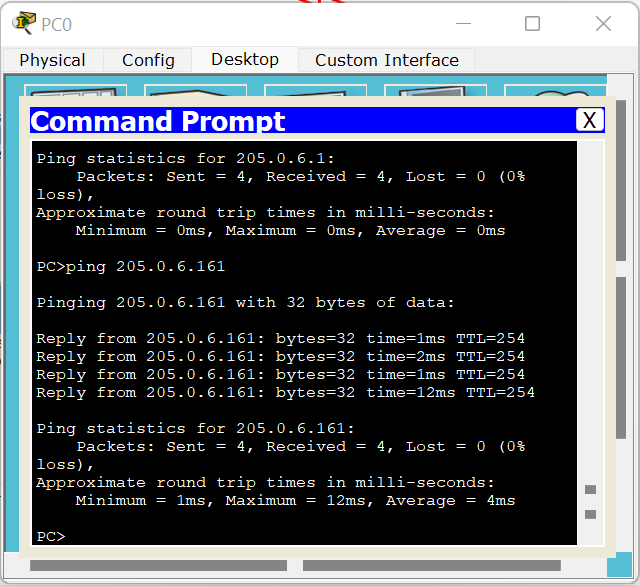 PC0
Physical Config Desktop Custom Interface
Command Prompt X
Ping statistics for 205.0.6.1:
Packets: Sent = 4, Received = 4, Lost = 0 (0%
loss),
Approximate round trip times in milli-seconds:
Minimum = 0ms, Maximum = 0ms, Average = 0ms
PC>ping 205.0.6.161
Pinging 205.0.6.161 with 32 bytes of data:
Reply from 205.0.6.161: bytes=32 time=1ms TTL=254
Reply from 205.0.6.161: bytes=32 time=2ms TTL=254
Reply from 205.0.6.161: bytes=32 time=1ms TTL=254
Reply from 205.0.6.161: bytes=32 time=12ms TTL=254
Ping statistics for 205.0.6.161:
Packets: Sent = 4, Received = 4, Lost = 0 (0%
loss),
Approximate round trip times in milli-seconds:
Minimum = 1ms, Maximum = 12ms, Average = 4ms
PC>